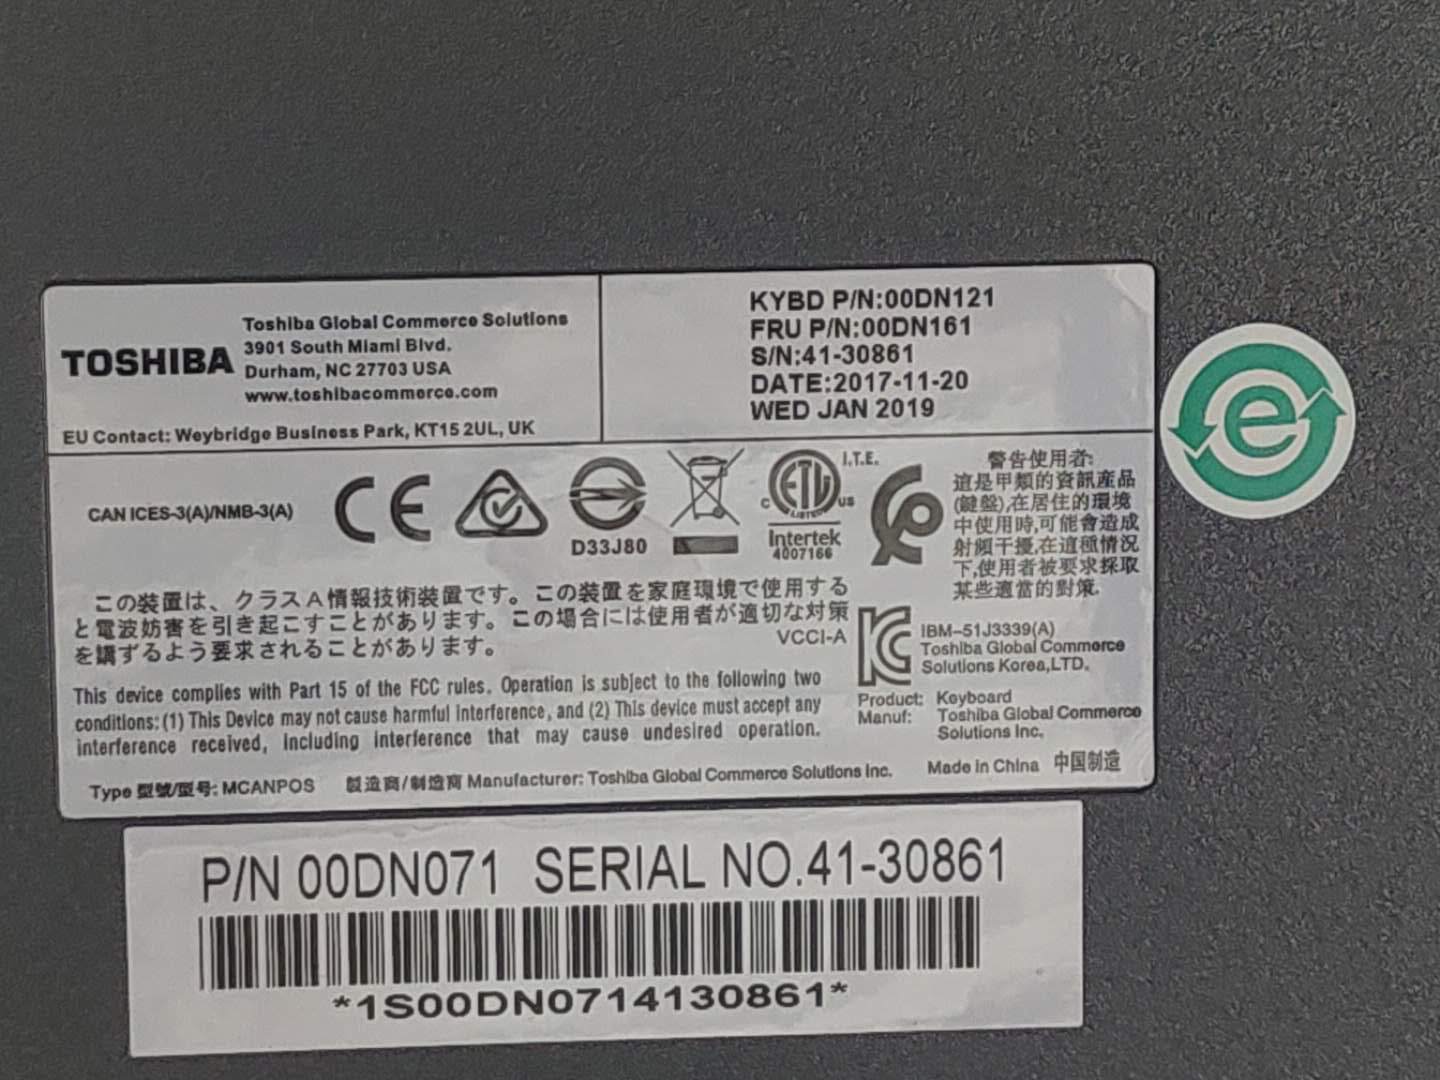 TOSHIBA
Toshiba Global Commerce Solutions
3901 South Miami Blvd.
Durham, NC 27703 USA
www.toshibacommerce.com
EU Contact: Weybridge Business Park, KT15 2UL, UK
KYBD P/N:00DN121
FRU P/N:00DN161
S/N:41-30861
DATE:2017-11-20
WED JAN 2019
e
CAN ICES-3(A)/NMB-3(A)
CE
D33J80
C ETL US
LISTED
I.T.E.
Intertek
4007166
警告使用者:
這是甲類的資訊産品
(鍵盤),在居住的環境
中使用時,可能會造成
射頻干擾,在這種情況
下,使用者被要求採取
某些適當的對策.
この装置は、クラスA情報技術装置です。この装置を家庭環境で使用する
と電波妨害を引き起こすことがあります。この場合には使用者が適切な対策
を講ずるよう要求されることがあります。
VCCI-A
IBM-51J3339(A)
Toshiba Global Commerce
Solutions Korea,LTD.
Product: Keyboard
Manuf: Toshiba Global Commerce
Solutions Inc.
This device complies with Part 15 of the FCC rules. Operation is subject to the following two
conditions: (1) This Device may not cause harmful interference, and (2) This device must accept any
interference received, including interference that may cause undesired operation.
Type 型號/型号: MCANPOS 製造商/制造商 Manufacturer: Toshiba Global Commerce Solutions Inc. Made in China 中国制造
P/N 00DN071 SERIAL NO.41-30861
*1S00DN0714130861*